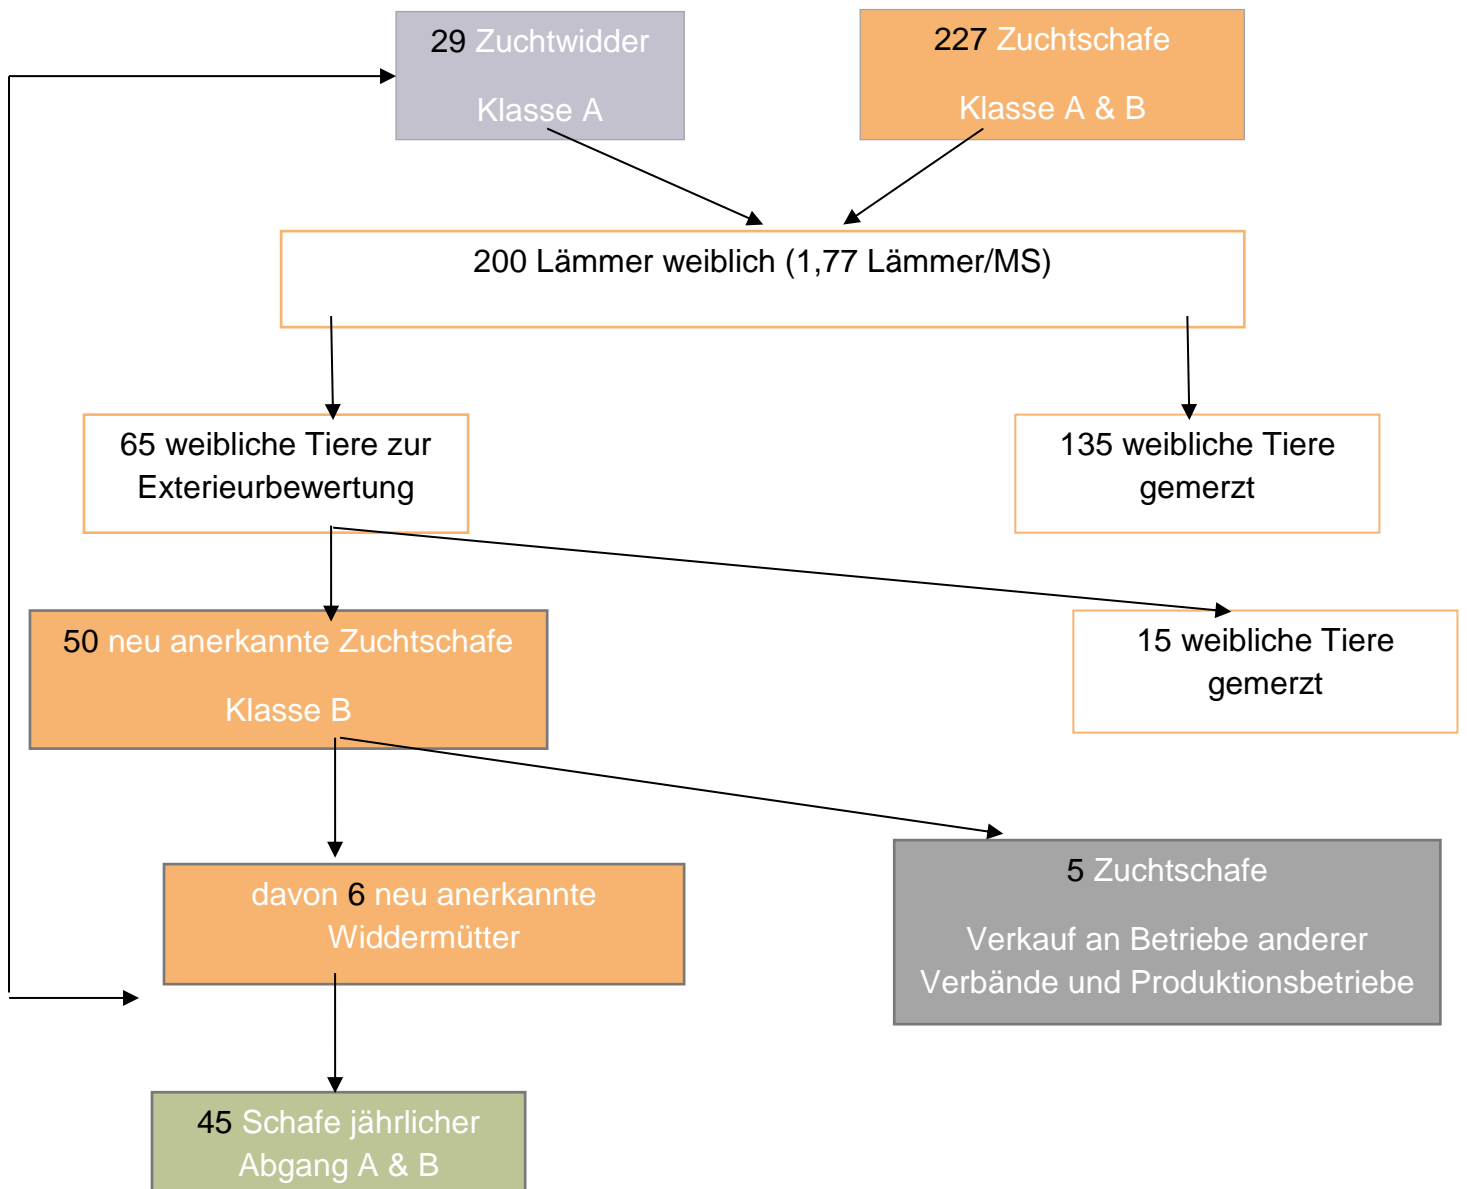 29 Zuchtwidder
Klasse A
227 Zuchtschafe
Klasse A & B
200 Lämmer weiblich (1,77 Lämmer/MS)
65 weibliche Tiere zur
Exterieurbewertung
135 weibliche Tiere
gemerzt
50 neu anerkannte Zuchtschafe
Klasse B
15 weibliche Tiere
gemerzt
davon 6 neu anerkannte
Widdermütter
5 Zuchtschafe
Verkauf an Betriebe anderer
Verbände und Produktionsbetriebe
45 Schafe jährlicher
Abgang A & B